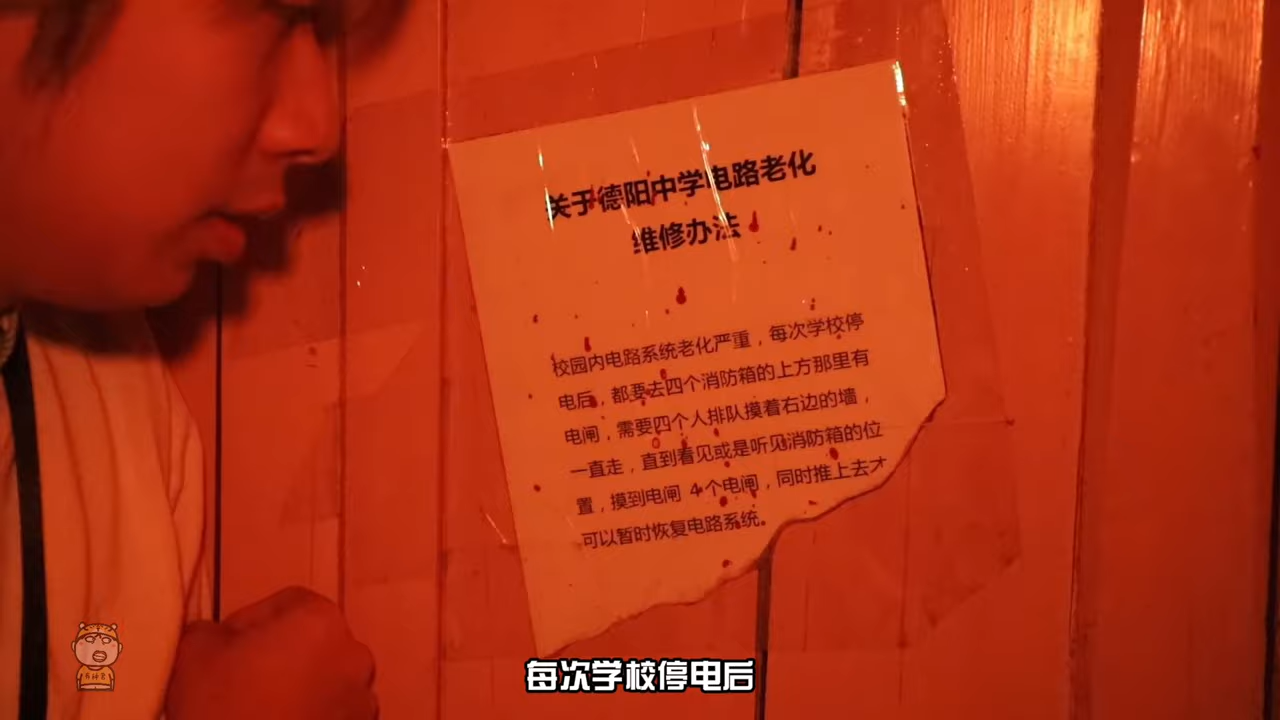 关于德阳中学电路老化
维修办法
校园内电路系统老化严重，每次学校停
电后，都要去四个消防箱的上方那里有
电闸，需要四个人排队摸着右边的墙，
一直走，直到看见或是听见消防箱的位
置，摸到电闸 4个电闸，同时推上去才
可以暂时恢复电路系统。
每次学校停电后